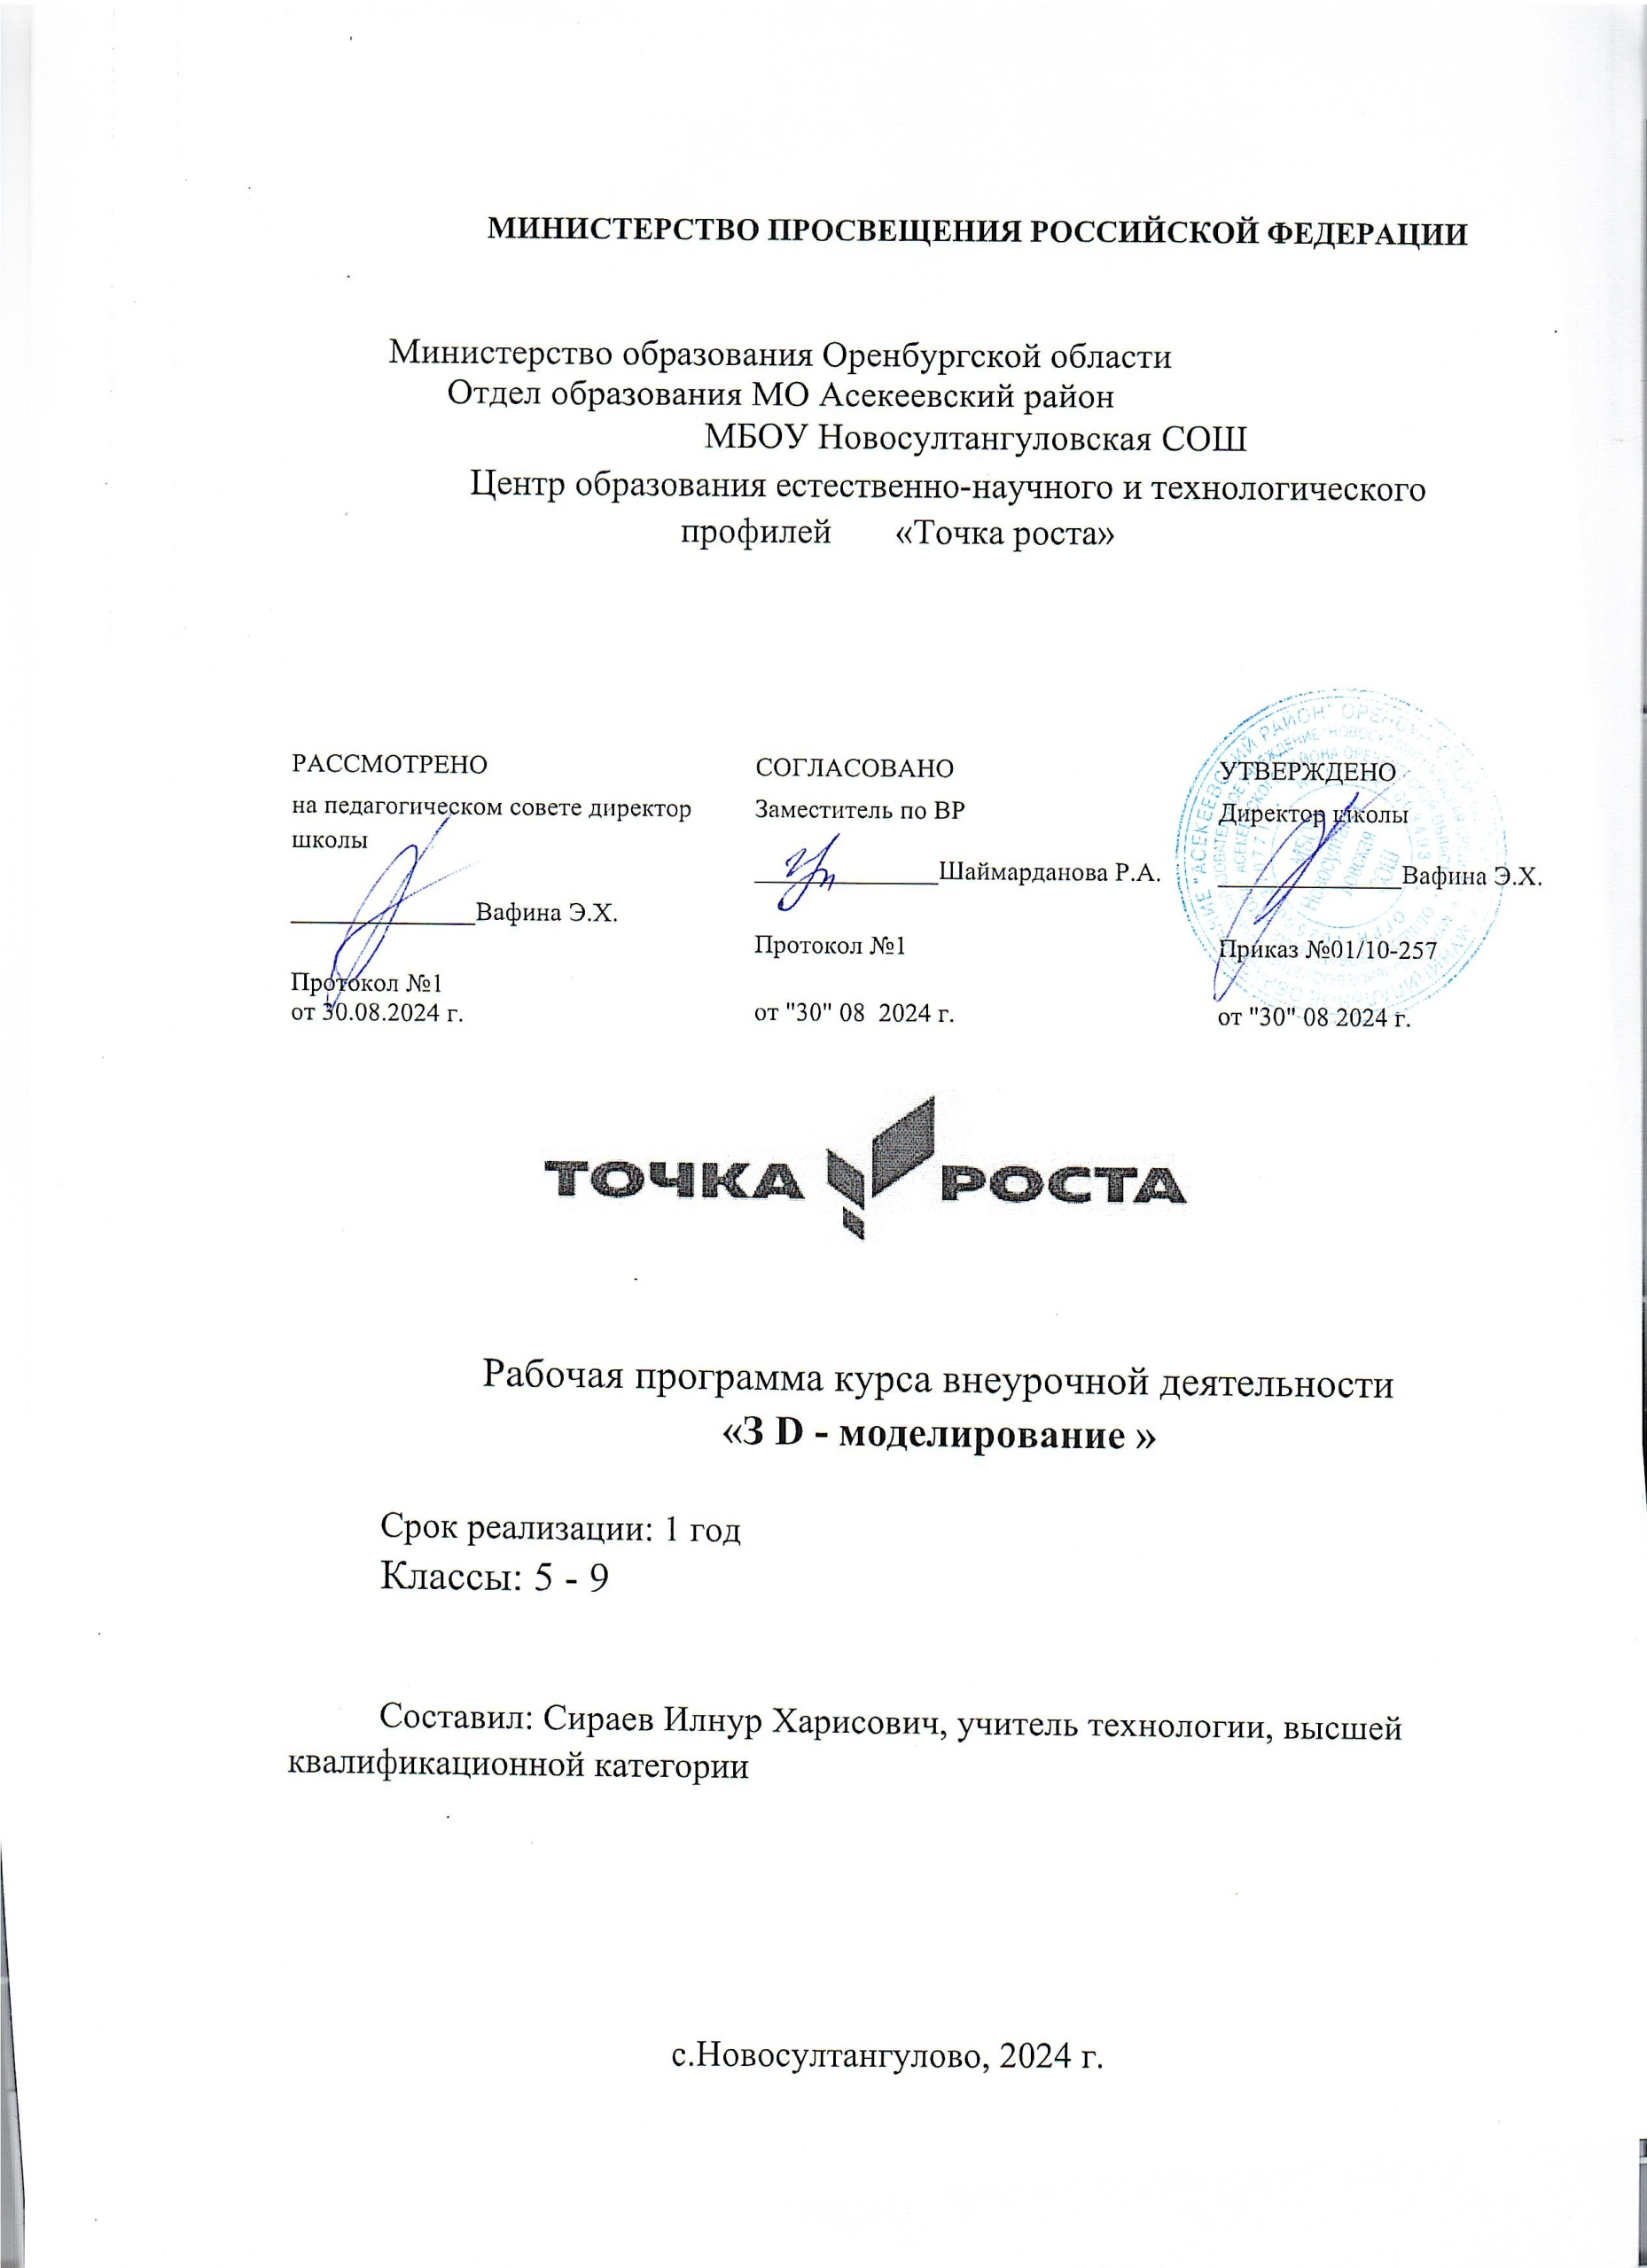 МИНИСТЕРСТВО ПРОСВЕЩЕНИЯ РОССИЙСКОЙ ФЕДЕРАЦИИ
Министерство образования Оренбургской области
Отдел образования МО Асекеевский район
МБОУ Новосултангуловская СОШ
Центр образования естественно-научного и технологического
профилей «Точка роста»
РАССМОТРЕНО
на педагогическом совете директор
школы
Вафина Э.Х.
Протокол №1
от 30.08.2024 г.
СОГЛАСОВАНО
Заместитель по ВР
Шаймарданова Р.А.
Протокол №1
от "30" 08 2024 г.
УТВЕРЖДЕНО
Директор школы
Вафина Э.Х.
Приказ №01/10-257
от "30" 08 2024 г.
ТОЧКА РОСТА
Рабочая программа курса внеурочной деятельности
«3 D - моделирование »
Срок реализации: 1 год
Классы: 5 - 9
Составил: Сираев Илнур Харисович, учитель технологии, высшей
квалификационной категории
с.Новосултангулово, 2024 г.